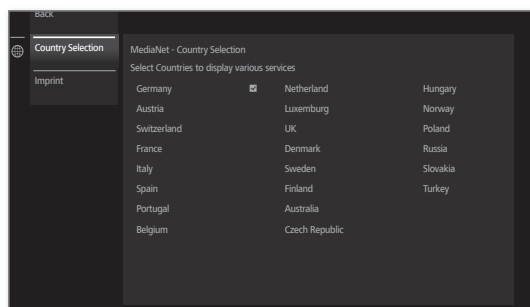 Back
Country Selection
Imprint
MediaNet - Country Selection
Select Countries to display various services
Germany Netherland Hungary
Austria Luxemburg Norway
Switzerland UK Poland
France Denmark Russia
Italy Sweden Slovakia
Spain Finland Turkey
Portugal Australia
Belgium Czech Republic